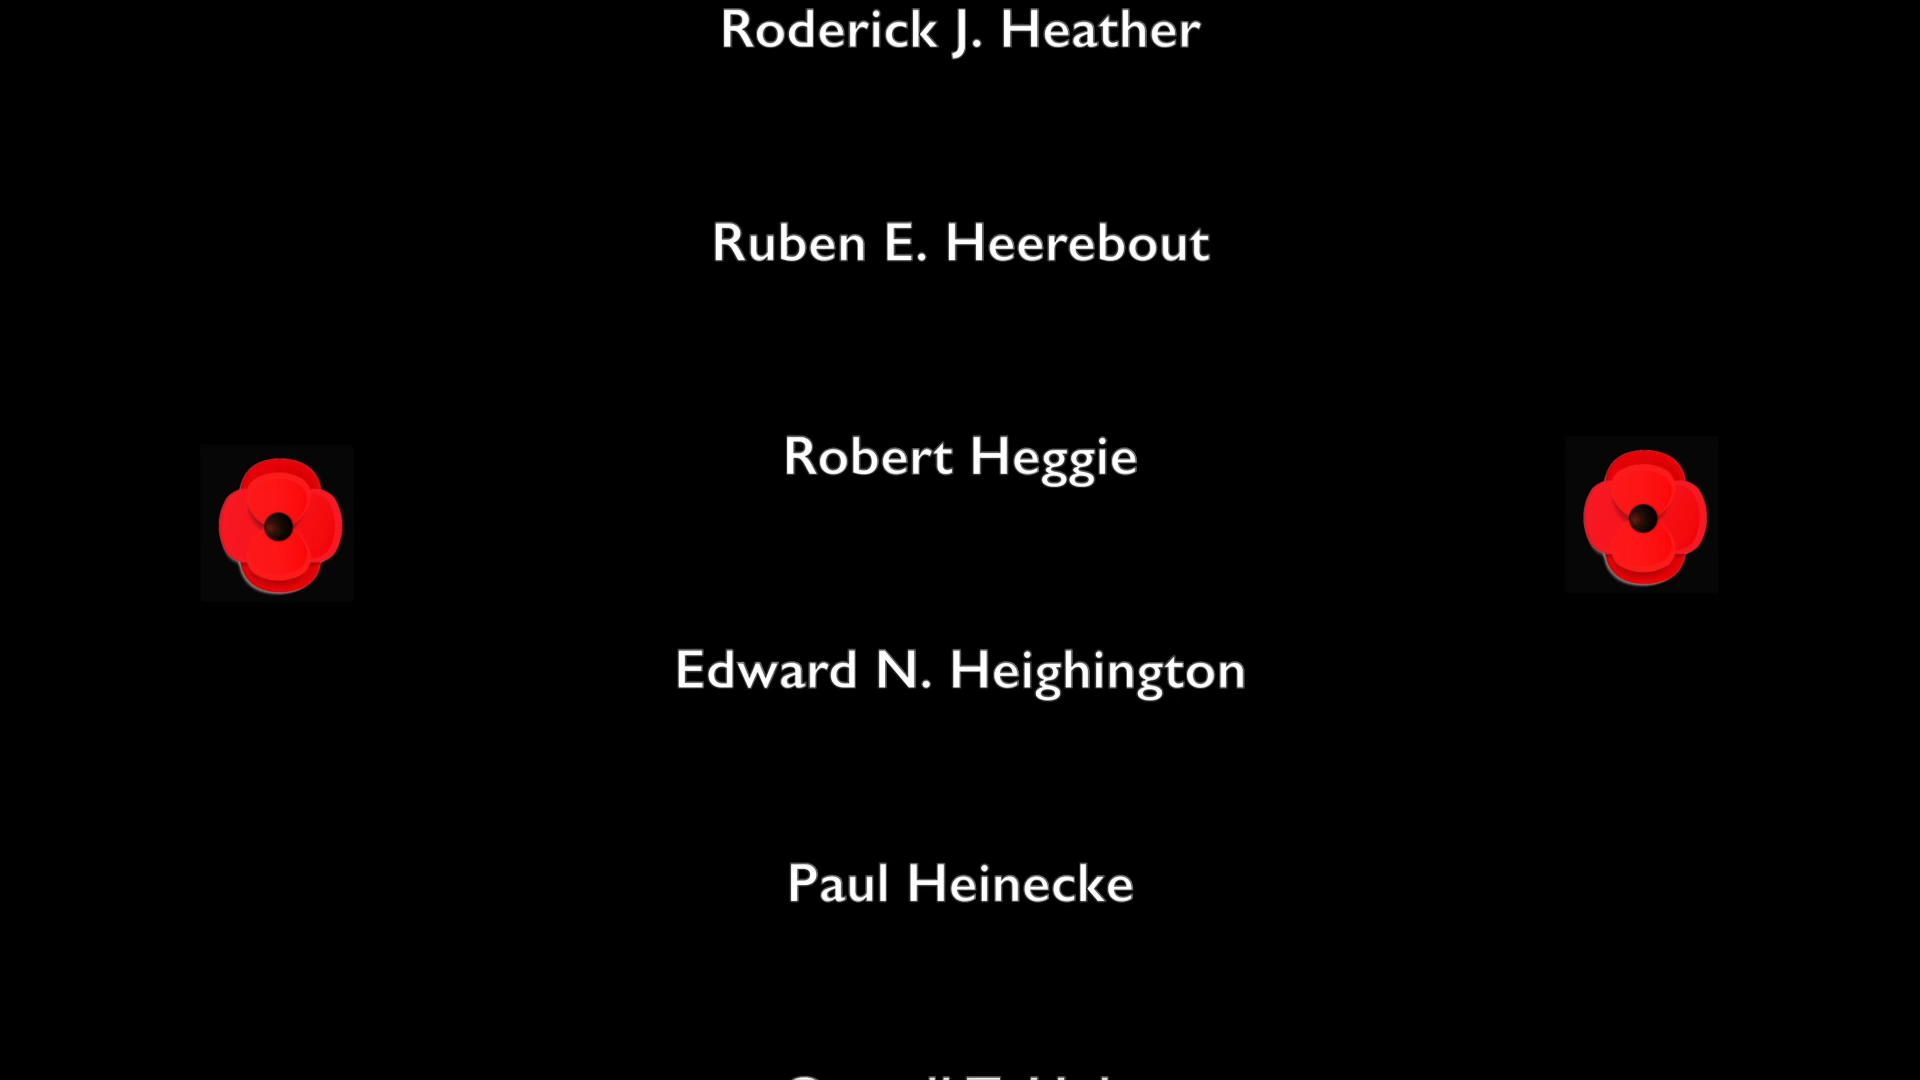 Roderick J. Heather
Ruben E. Heerebout
Robert Heggie
Edward N. Heighington
Paul Heinecke